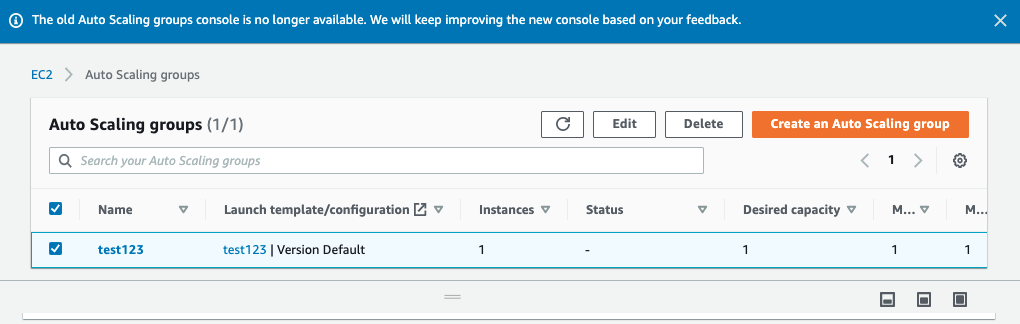 The old Auto Scaling groups console is no longer available. We will keep improving the new console based on your feedback.
EC2 > Auto Scaling groups
Auto Scaling groups (1/1)
Edit
Delete
Create an Auto Scaling group
Search your Auto Scaling groups
1
Name Launch template/configuration Instances Status Desired capacity M... M...
test123 test123 | Version Default 1 - 1 1 1